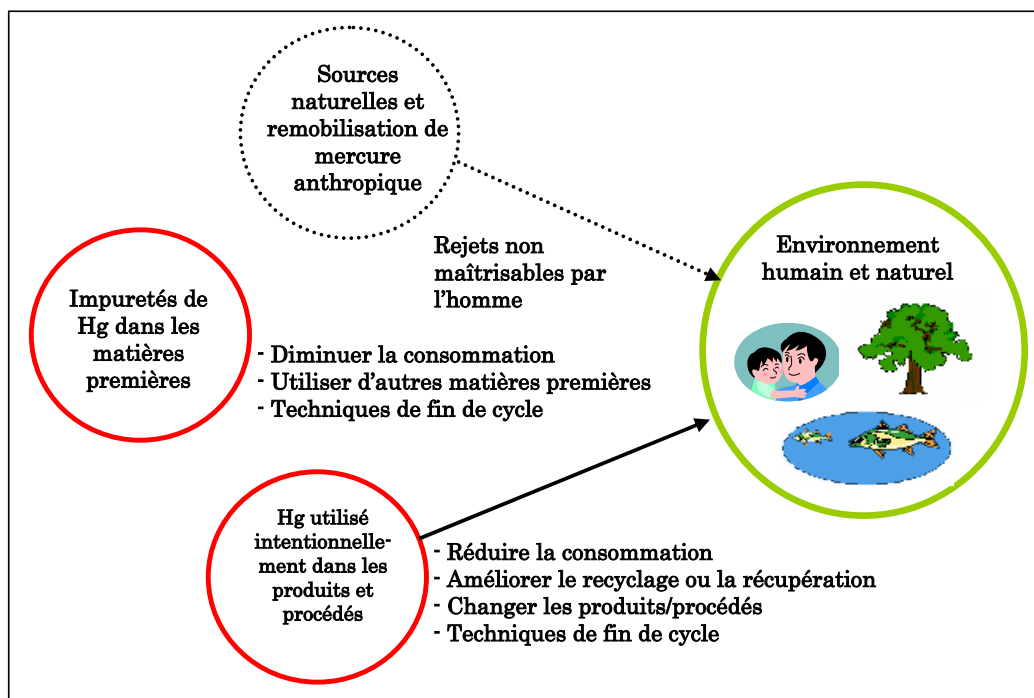 Sources
naturelles et
remobilisation de
mercure
anthropique
Rejets non
maîtrisables par
l'homme
Environnement
humain et naturel
Impuretés de
Hg dans les
matières
premières
- Diminuer la consommation
- Utiliser d'autres matières premières
- Techniques de fin de cycle
Hg utilisé
intentionnelle-
ment dans les
produits et
procédés
- Réduire la consommation
- Améliorer le recyclage ou la récupération
- Changer les produits/procédés
- Techniques de fin de cycle